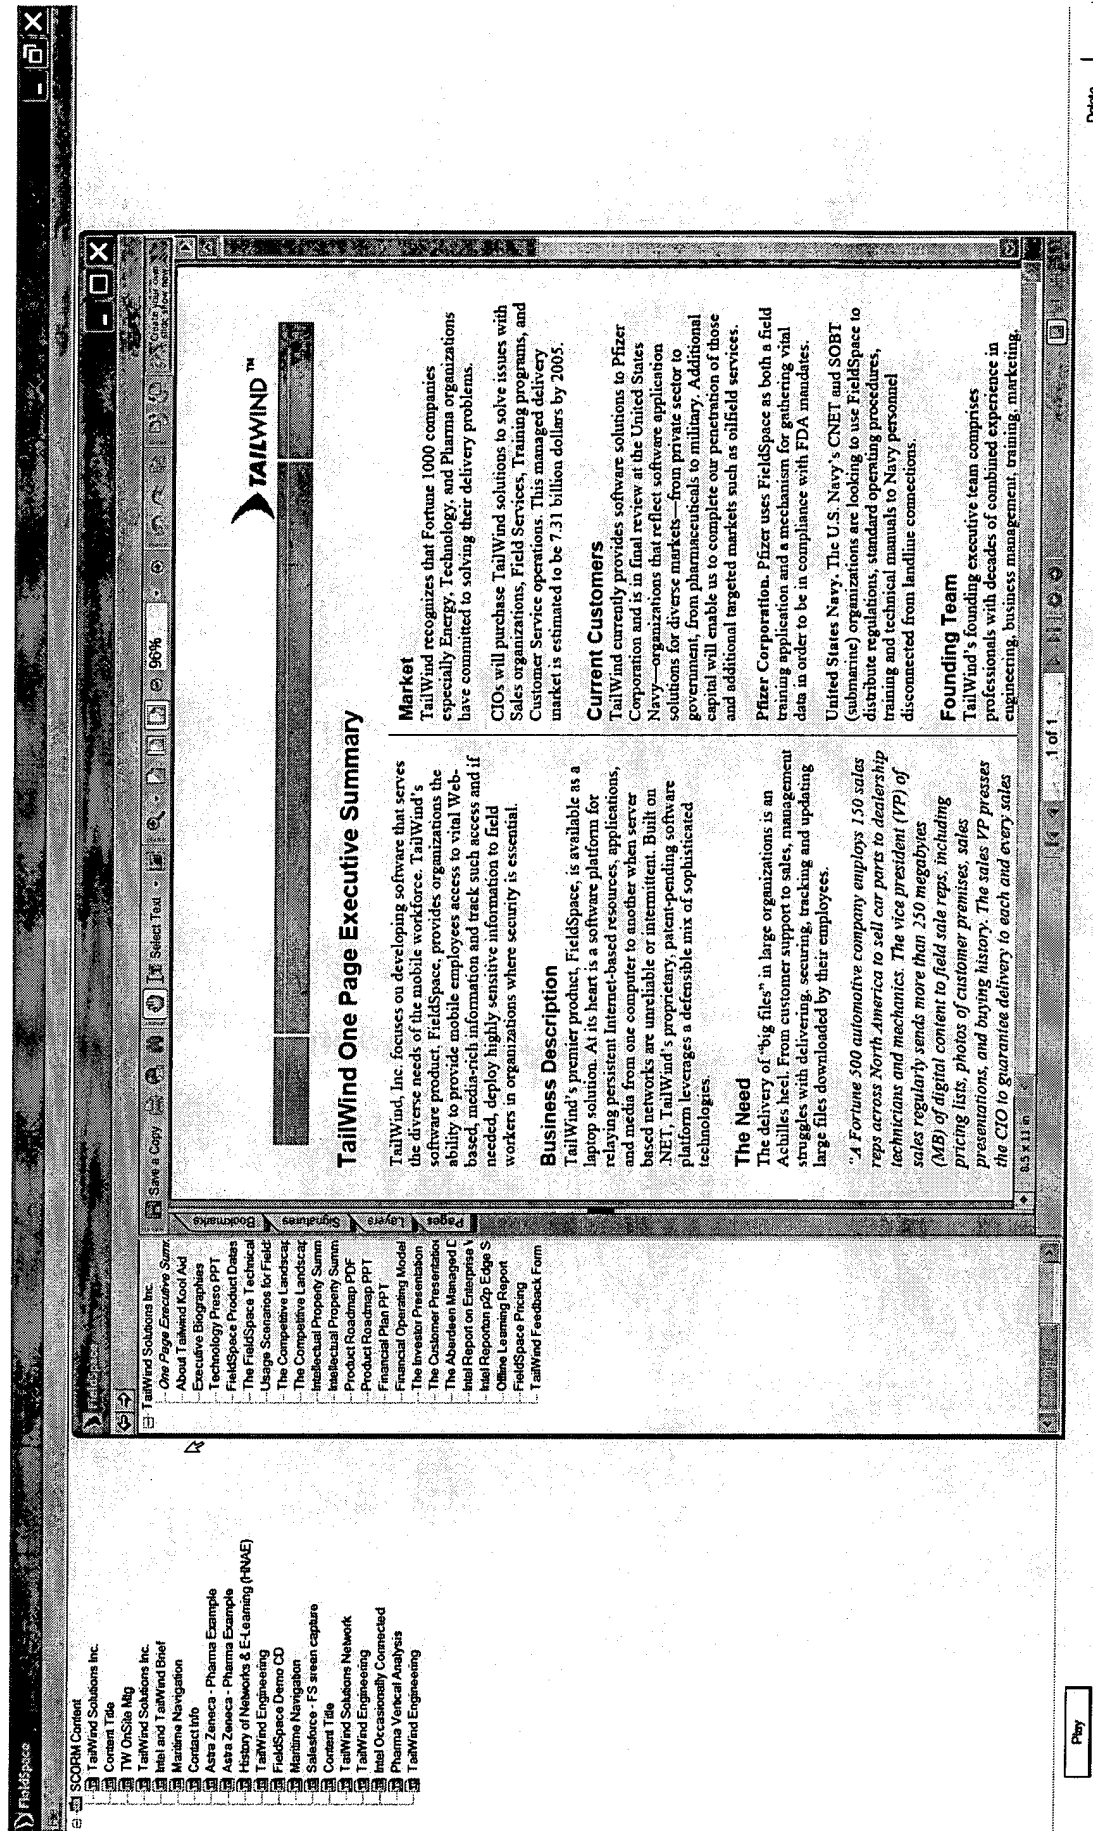 FieldSpace
SCORM Content
TailWind Solutions Inc.
Content Title
TW OnSite Mtg
TailWind Solutions Inc.
Intel and TailWind Brief
Maritime Navigation
Contact Info
Astra Zeneca - Pharma Example
Astra Zeneca - Pharma Example
History of Networks & E-Learning (HNAE)
TailWind Engineering
FieldSpace Demo CD
Maritime Navigation
Salesforce - FS sreen capture
Content Title
TailWind Solutions Network
TailWind Engineering
Intel Occasionally Connected
Pharma Vertical Analysis
TailWind Engineering
Play
Delete
FieldSpace
TailWind Solutions Inc.
One Page Executive Summ
About Tailwind Kool Aid
Executive Biographies
Technology Preso PPT
FieldSpace Product Datas
The FieldSpace Technical
Usage Scenarios for Field
The Competitive Landscap
The Competitive Landscap
Intellectual Property Summ
Intellectual Property Summ
Product Roadmap PDF
Product Roadmap PPT
Financial Plan PPT
Financial Operating Model
The Investor Presentation
The Customer Presentation
The Aberdeen Managed D
Intel Report on Enterprise V
Intel Reporton p2p Edge S
Offline Learning Report
FieldSpace Pricing
TailWind Feedback Form
Save a Copy
Select Text
96%
Create your own slide show now
Bookmarks
Signatures
Layers
Pages
TAILWIND ™
TailWind One Page Executive Summary
TailWind, Inc. focuses on developing software that serves
the diverse needs of the mobile workforce. TailWind's
software product, FieldSpace, provides organizations the
ability to provide mobile employees access to vital Web-
based, media-rich information and track such access and if
needed, deploy highly sensitive information to field
workers in organizations where security is essential.
Business Description
TailWind's premier product, FieldSpace, is available as a
laptop solution. At its heart is a software platform for
relaying persistent Internet-based resources, applications,
and media from one computer to another when server
based networks are unreliable or intermittent. Built on
.NET, TailWind's proprietary, patent-pending software
platform leverages a defensible mix of sophisticated
technologies.
The Need
The delivery of "big files" in large organizations is an
Achilles heel. From customer support to sales, management
struggles with delivering, securing, tracking and updating
large files downloaded by their employees.
"A Fortune 500 automotive company employs 150 sales
reps across North America to sell car parts to dealership
technicians and mechanics. The vice president (VP) of
sales regularly sends more than 250 megabytes
(MB) of digital content to field sale reps, including
pricing lists, photos of customer premises, sales
presentations, and buying history. The sales VP presses
the CIO to guarantee delivery to each and every sales
Market
TailWind recognizes that Fortune 1000 companies
especially Energy, Technology, and Pharma organizations
have committed to solving their delivery problems.
CIOs will purchase TailWind solutions to solve issues with
Sales organizations, Field Services, Training programs, and
Customer Service operations. This managed delivery
market is estimated to be 7.31 billion dollars by 2005.
Current Customers
TailWind currently provides software solutions to Pfizer
Corporation and is in final review at the United States
Navy—organizations that reflect software application
solutions for diverse markets—from private sector to
government, from pharmaceuticals to military. Additional
capital will enable us to complete our penetration of those
and additional targeted markets such as oilfield services.
Pfizer Corporation. Pfizer uses FieldSpace as both a field
training application and a mechanism for gathering vital
data in order to be in compliance with FDA mandates.
United States Navy. The U.S. Navy's CNET and SOBT
(submarine) organizations are looking to use FieldSpace to
distribute regulations, standard operating procedures,
training and technical manuals to Navy personnel
disconnected from landline connections.
Founding Team
TailWind's founding executive team comprises
professionals with decades of combined experience in
engineering, business management, training, marketing,
8.5 x 11 in
1 of 1